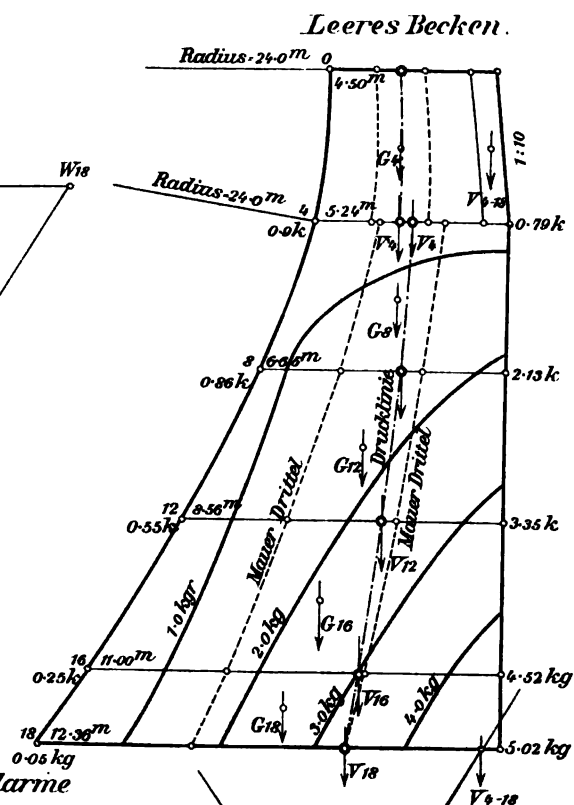 Leeres Becken.
Radius=24.0m 0
4.50m
1:10
G4
W18
V4-18
Radius=24.0m 4 5.24m
0.9k V4 V4 0.79k
G8
8 6.65m
0.86k 2.13k
Drucklinie
Mauer Drittel
G12
Mauer Drittel
12 8.56m
0.55k 3.35k
V12
1.0kgr
2.0kg
G16
16 11.00m
0.25k 4.52kg
V16
3.0kg
4.0kg
G18
18 12.36m
0.05kg 5.02kg
V18
V4-18
larme